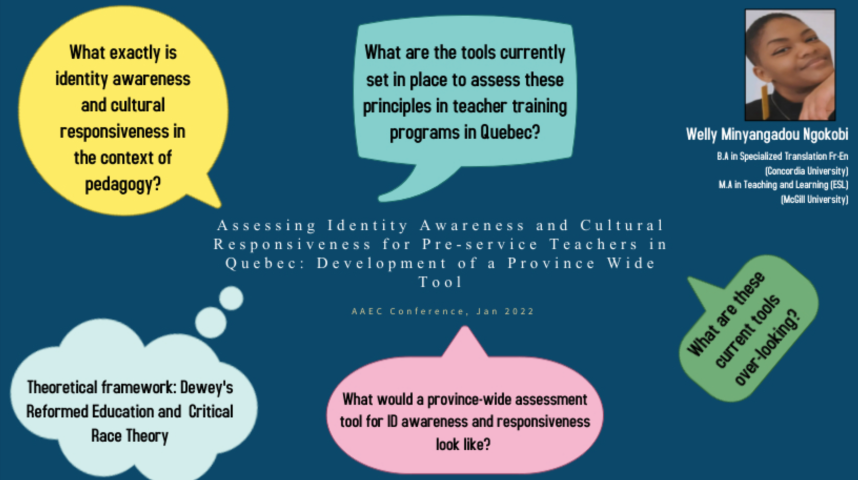 What exactly is
identity awareness
and cultural
responsiveness in
the context of
pedagogy?
What are the tools currently
set in place to assess these
principles in teacher training
programs in Quebec?
Welly Minyangadou Ngokobi
B.A in Specialized Translation Fr-En
(Concordia University)
M.A in Teaching and Learning (ESL)
(McGill University)
Assessing Identity Awareness and Cultural
Responsiveness for Pre-service Teachers in
Quebec: Development of a Province Wide
Tool
AAEC Conference, Jan 2022
What are these
current tools
over-looking?
Theoretical framework: Dewey's
Reformed Education and Critical
Race Theory
What would a province-wide assessment
tool for ID awareness and responsiveness
look like?